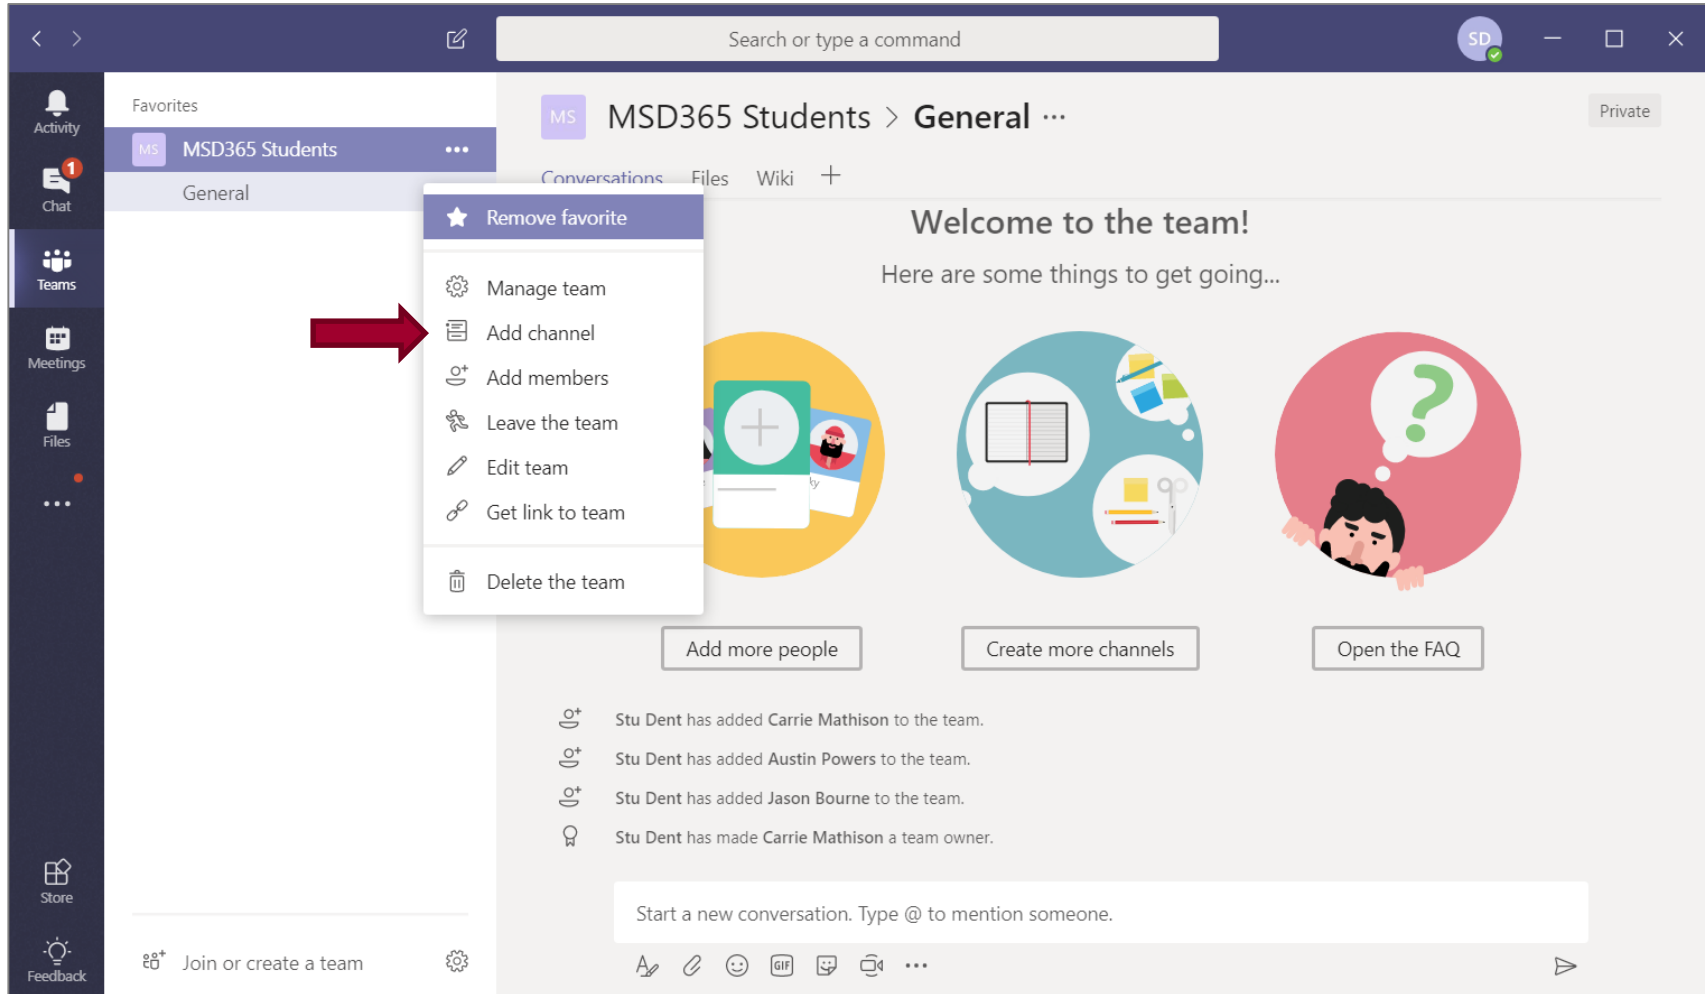 Search or type a command
SD
Activity
1
Chat
Teams
Meetings
Files
Store
Feedback
Favorites
MS MSD365 Students
General
Join or create a team
MS MSD365 Students > General ...
Private
Conversations Files Wiki
Remove favorite
Manage team
Add channel
Add members
Leave the team
Edit team
Get link to team
Delete the team
Welcome to the team!
Here are some things to get going...
ky
Add more people
Create more channels
Open the FAQ
Stu Dent has added Carrie Mathison to the team.
Stu Dent has added Austin Powers to the team.
Stu Dent has added Jason Bourne to the team.
Stu Dent has made Carrie Mathison a team owner.
Start a new conversation. Type @ to mention someone.
GIF